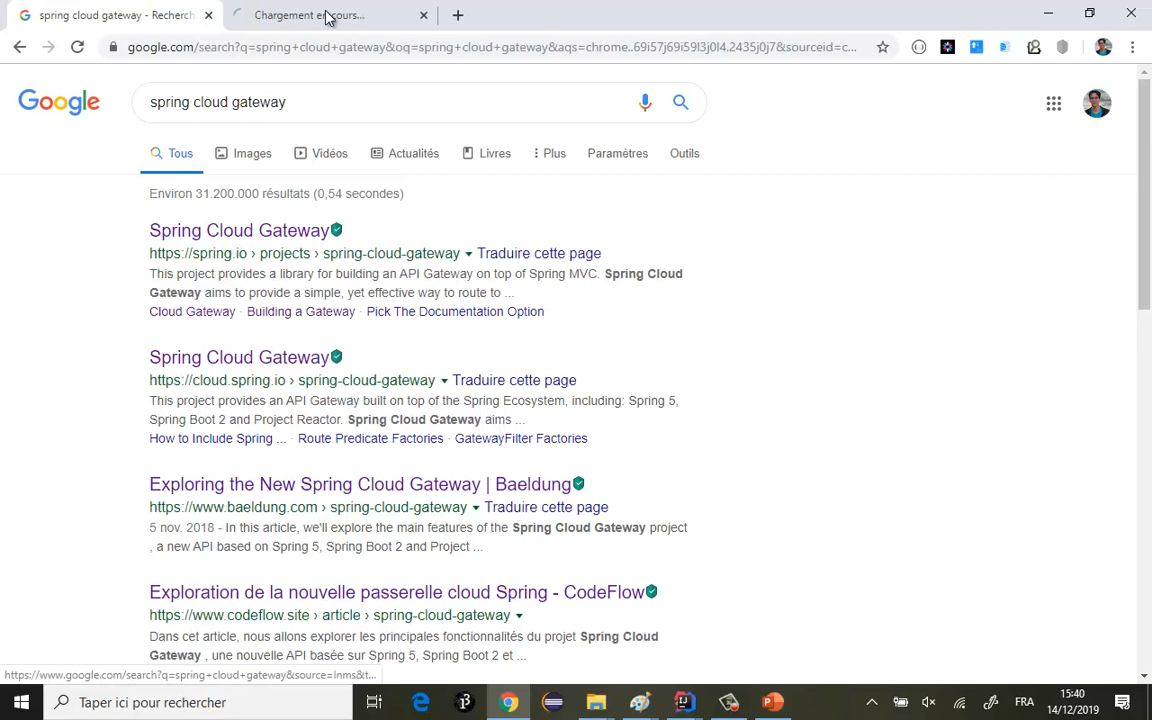 spring cloud gateway - Recherch
Chargement en cours...
google.com/search?q=spring+cloud+gateway&oq=spring+cloud+gateway&aqs=chrome..69i57j69i59l3j0l4.2435j0j7&sourceid=c...
Google
spring cloud gateway
Tous Images Vidéos Actualités Livres Plus Paramètres Outils
Environ 31.200.000 résultats (0,54 secondes)
Spring Cloud Gateway
https://spring.io › projects › spring-cloud-gateway Traduire cette page
This project provides a library for building an API Gateway on top of Spring MVC. Spring Cloud
Gateway aims to provide a simple, yet effective way to route to ...
Cloud Gateway · Building a Gateway · Pick The Documentation Option
Spring Cloud Gateway
https://cloud.spring.io › spring-cloud-gateway Traduire cette page
This project provides an API Gateway built on top of the Spring Ecosystem, including: Spring 5,
Spring Boot 2 and Project Reactor. Spring Cloud Gateway aims ...
How to Include Spring ... · Route Predicate Factories · GatewayFilter Factories
Exploring the New Spring Cloud Gateway | Baeldung
https://www.baeldung.com › spring-cloud-gateway Traduire cette page
5 nov. 2018 - In this article, we'll explore the main features of the Spring Cloud Gateway project
, a new API based on Spring 5, Spring Boot 2 and Project ...
Exploration de la nouvelle passerelle cloud Spring - CodeFlow
https://www.codeflow.site › article › spring-cloud-gateway
Dans cet article, nous allons explorer les principales fonctionnalités du projet Spring Cloud
Gateway , une nouvelle API basée sur Spring 5, Spring Boot 2 et ...
https://www.google.com/search?q=spring+cloud+gateway&source=lnms&t...
Taper ici pour rechercher
FRA
15:40
14/12/2019